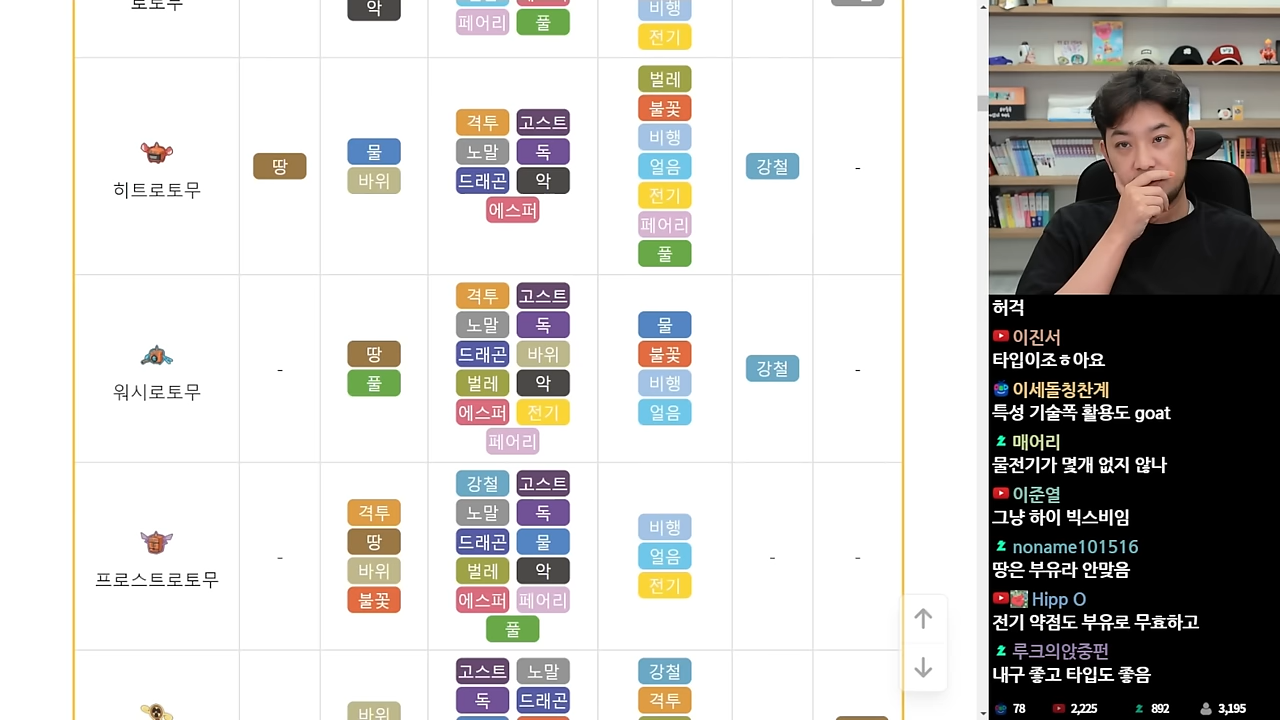 로토무
악
페어리 풀
비행
전기
히트로토무
땅
물
바위
격투 고스트
노말 독
드래곤 악
에스퍼
벌레
불꽃
비행
얼음
전기
페어리
풀
강철
-
워시로토무
-
땅
풀
격투 고스트
노말 독
드래곤 바위
벌레 악
에스퍼 전기
페어리
물
불꽃
비행
얼음
강철
-
프로스트로토무
-
격투
땅
바위
불꽃
강철 고스트
노말 독
드래곤 물
벌레 악
에스퍼 페어리
풀
비행
얼음
전기
-
-
바위
고스트 노말
독 드래곤
강철
격투
허걱
이진서
타입이조ㅎ아요
이세돌칭찬계
특성 기술폭 활용도 goat
매어리
물전기가 몇개 없지 않나
이준열
그냥 하이 빅스비임
noname101516
땅은 부유라 안맞음
Hipp O
전기 약점도 부유로 무효하고
루크의앉중펀
내구 좋고 타입도 좋음
78 2,225 892 3,195